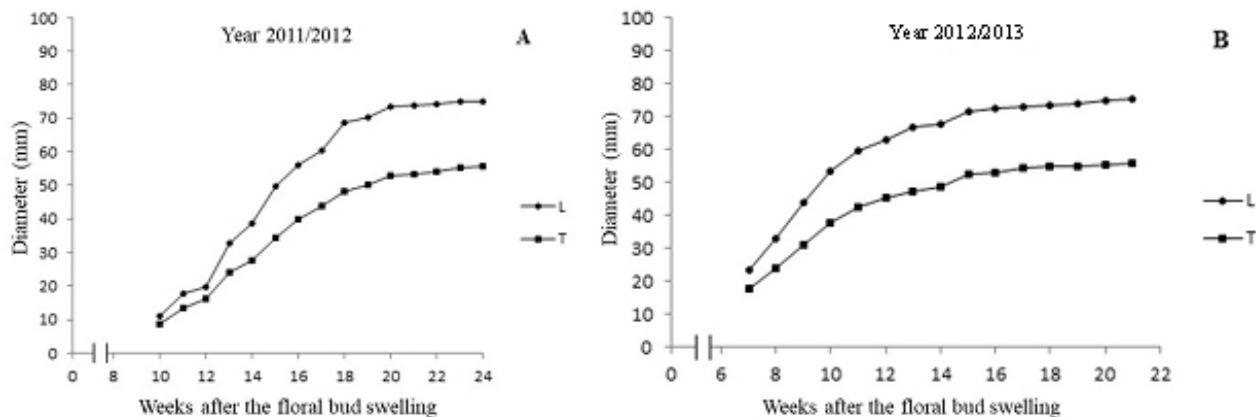 Year 2011/2012
A
Diameter (mm)
100
90
80
70
60
50
40
30
20
10
0
0 8 10 12 14 16 18 20 22 24
Weeks after the floral bud swelling
L
T
Year 2012/2013
B
Diameter (mm)
100
90
80
70
60
50
40
30
20
10
0
0 6 8 10 12 14 16 18 20 22
Weeks after the floral bud swelling
L
T